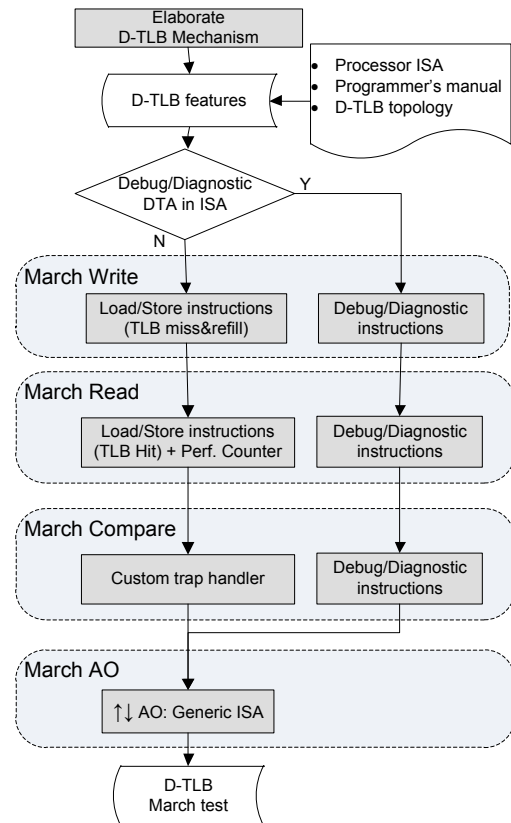 Elaborate
D-TLB Mechanism
D-TLB features
• Processor ISA
• Programmer's manual
• D-TLB topology
Debug/Diagnostic
DTA in ISA
Y
N
March Write
Load/Store instructions
(TLB miss&refill)
Debug/Diagnostic
instructions
March Read
Load/Store instructions
(TLB Hit) + Perf. Counter
Debug/Diagnostic
instructions
March Compare
Custom trap handler
Debug/Diagnostic
instructions
March AO
↑↓ AO: Generic ISA
D-TLB
March test